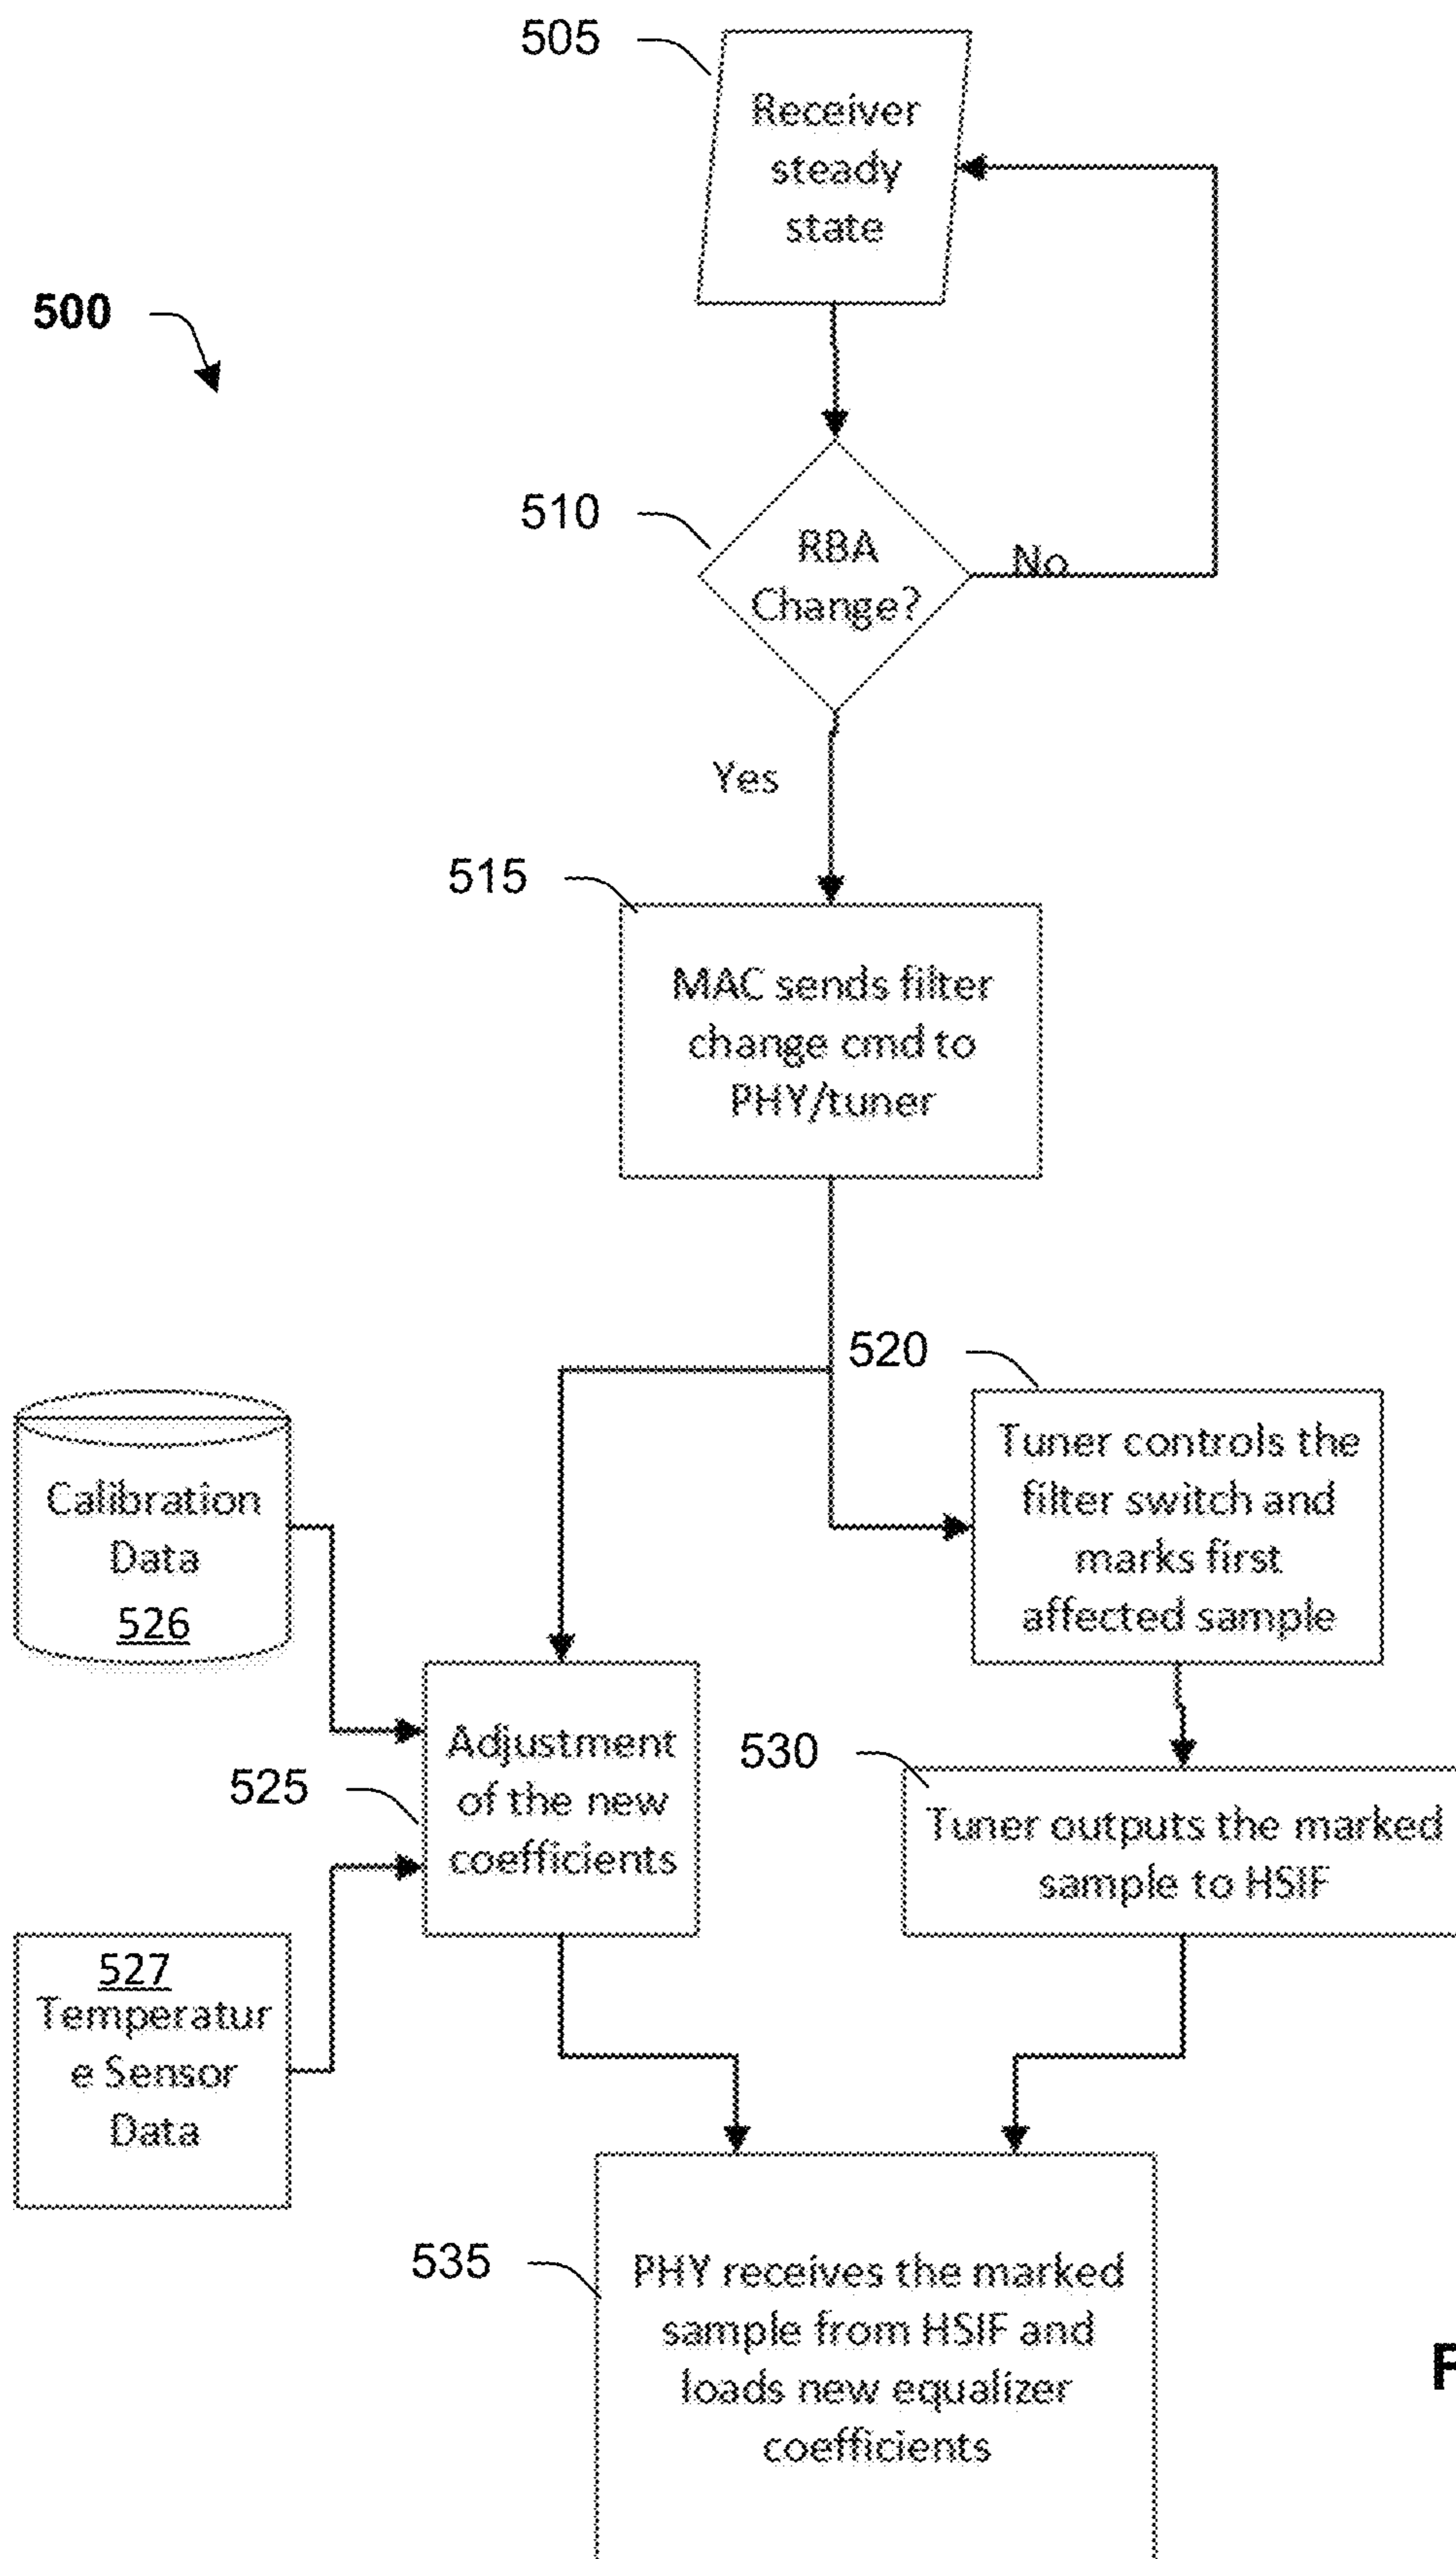 505
Receiver
steady
state
500
510
RBA
Change?
No
Yes
515
MAC sends filter
change cmd to
PHY/tuner
520
Tuner controls the
filter switch and
marks first
affected sample
Calibration
Data
526
525
Adjustment
of the new
coefficients
530
Tuner outputs the marked
sample to HSIF
527
Temperatur
e Sensor
Data
535
PHY receives the marked
sample from HSIF and
loads new equalizer
coefficients